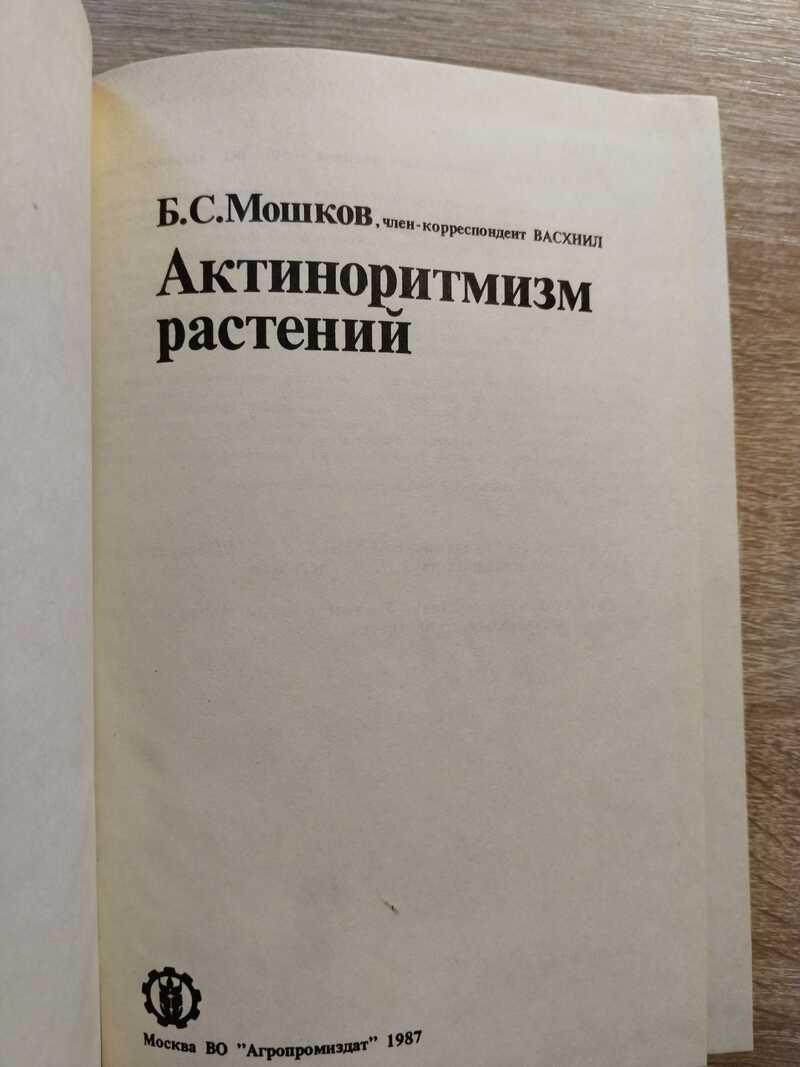 Б.С.Мошков, член-корреспондент ВАСХНИЛ
Актиноритмизм
растений
Москва ВО "Агропромиздат" 1987